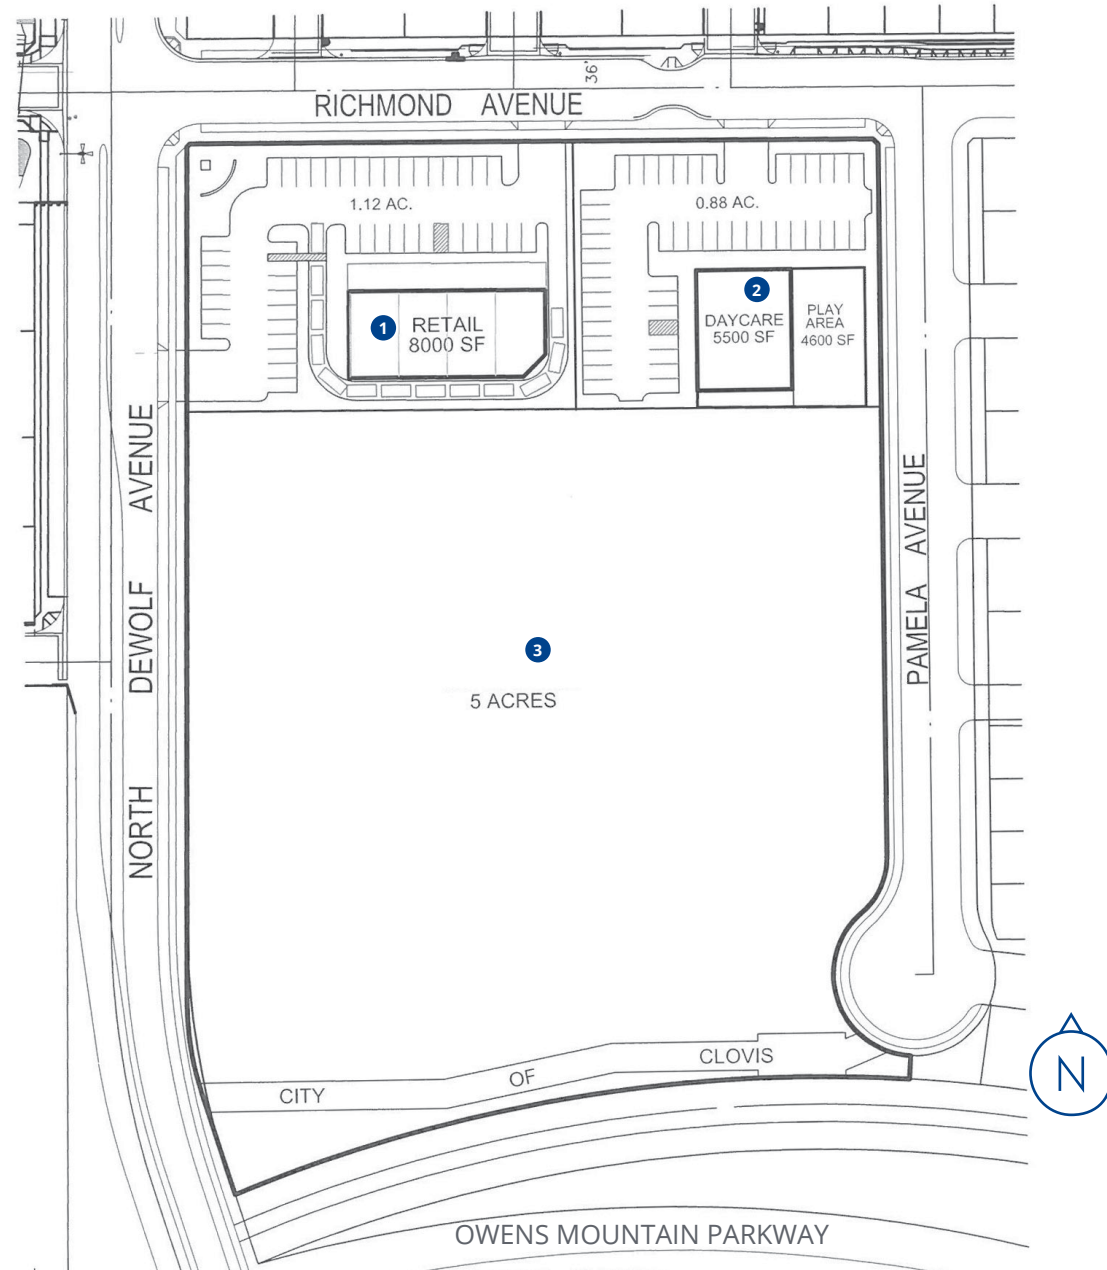 36'
RICHMOND AVENUE
1.12 AC.
0.88 AC.
1
RETAIL
8000 SF
2
DAYCARE
5500 SF
PLAY
AREA
4600 SF
NORTH DEWOLF AVENUE
PAMELA AVENUE
3
5 ACRES
CITY OF CLOVIS
N
OWENS MOUNTAIN PARKWAY